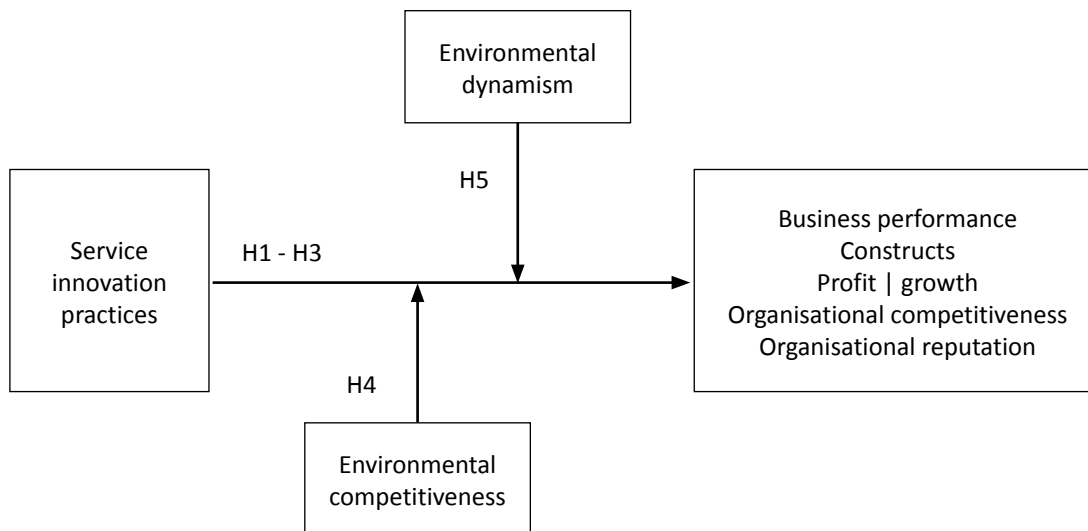 Environmental
dynamism
H5
Service
innovation
practices
H1 - H3
Business performance
Constructs
Profit | growth
Organisational competitiveness
Organisational reputation
H4
Environmental
competitiveness